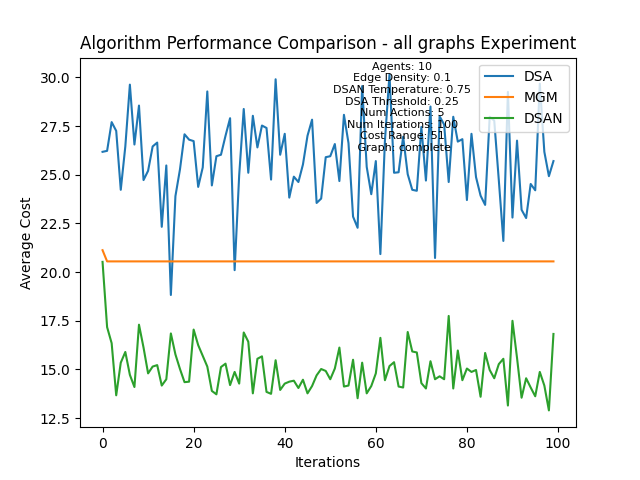 Algorithm Performance Comparison - all graphs Experiment
Agents: 10
Edge Density: 0.1
DSAN Temperature: 0.75
DSA Threshold: 0.25
Num Actions: 5
Num Iterations: 100
Cost Range: 51
Graph: complete
DSA
MGM
DSAN
Average Cost
30.0
27.5
25.0
22.5
20.0
17.5
15.0
12.5
0
20
40
60
80
100
Iterations